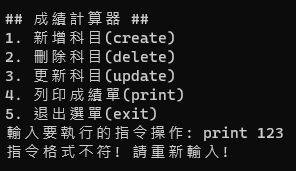 ## 成績計算器 ##
1. 新增科目(create)
2. 刪除科目(delete)
3. 更新科目(update)
4. 列印成績單(print)
5. 退出選單(exit)
輸入要執行的指令操作: print 123
指令格式不符! 請重新輸入!